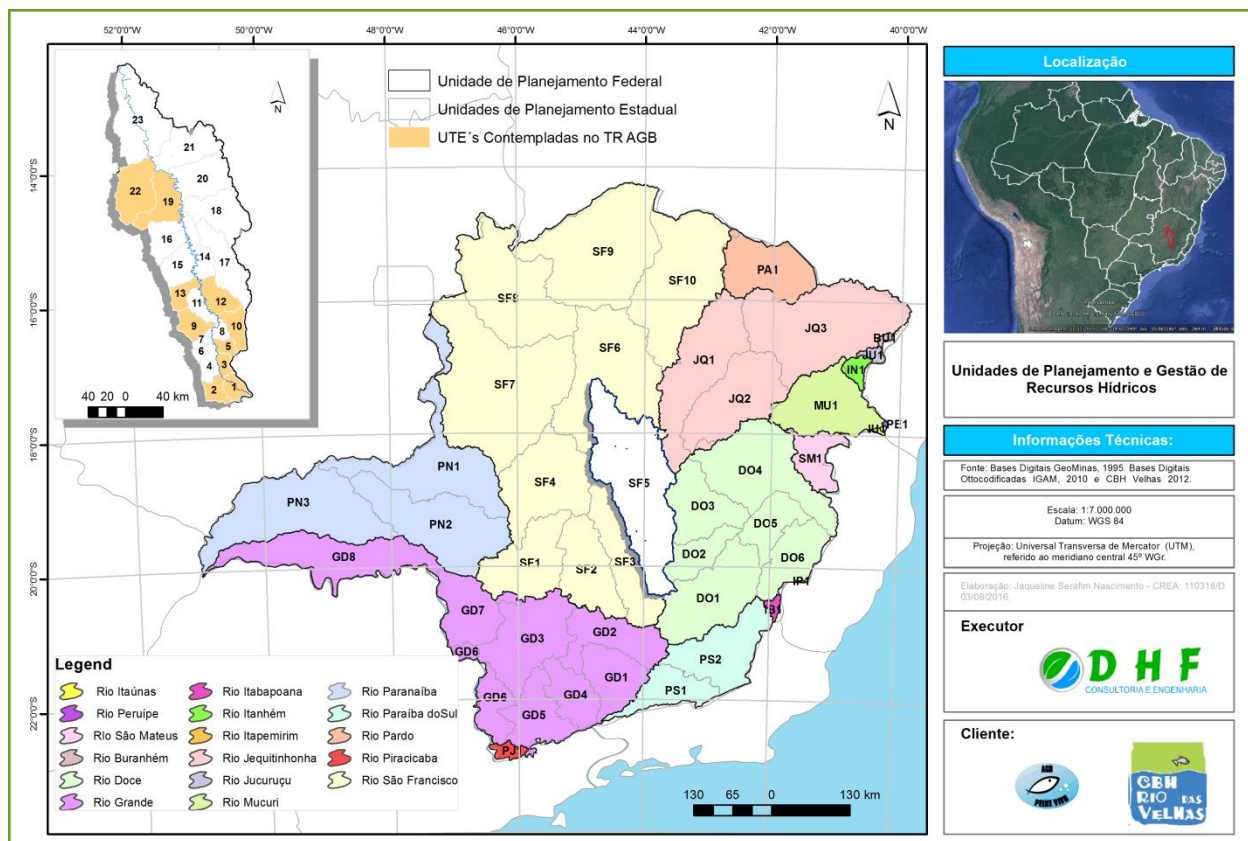 52°0'0"W
50°0'0"W
48°0'0"W
46°0'0"W
44°0'0"W
42°0'0"W
40°0'0"W
14°0'0"S
16°0'0"S
18°0'0"S
20°0'0"S
22°0'0"S
N
23
21
20
22
19
18
16
14
17
15
13
11
12
9
8
10
7
6
5
4
3
2
1
40 20 0 40 km
Unidade de Planejamento Federal
Unidades de Planejamento Estadual
UTE´s Contempladas no TR AGB
N
SF9
SF10
PA1
SF8
JQ3
BU1
JU1
IN1
SF6
JQ1
SF7
JQ2
MU1
PE1
IU1
SM1
PN1
DO4
SF4
SF5
PN3
DO3
PN2
DO5
GD8
DO2
DO6
SF1
SF2
SF3
IP1
DO1
IB1
GD7
GD3
GD2
GD6
PS2
GD1
GD6
GD4
PS1
GD5
PJ
Legend
Rio Itaúnas
Rio Peruípe
RIo São Mateus
Rio Buranhém
Rio Doce
Rio Grande
Rio Itabapoana
Rio Itanhém
Rio Itapemirim
Rio Jequitinhonha
Rio Jucuruçu
Rio Mucuri
Rio Paranaíba
Rio Paraíba doSul
Rio Pardo
Rio Piracicaba
Rio São Francisco
130 65 0 130 km
Localização
Unidades de Planejamento e Gestão de
Recursos Hídricos
Informações Técnicas:
Fonte: Bases Digitais GeoMinas, 1995. Bases Digitais
Ottocodificadas IGAM, 2010 e CBH Velhas 2012.
Escala: 1:7.000.000
Datum: WGS 84
Projeção: Universal Transversa de Mercator (UTM),
referido ao meridiano central 45º WGr.
Elaboração: Jaqueline Serafim Nascimento - CREA: 110318/D
03/08/2016.
Executor
DHF
CONSULTORIA E ENGENHARIA
Cliente:
AGB
PEIXE VIVO
CBH
RIO DAS
VELHAS